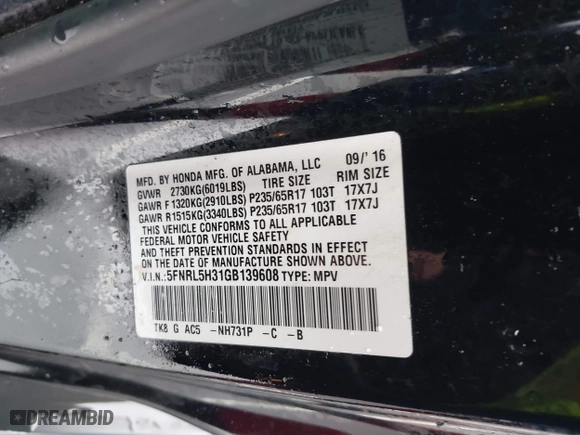 MFD. BY HONDA MFG. OF ALABAMA, LLC 09/'16
GVWR 2730KG(6019LBS) TIRE SIZE RIM SIZE
GAWR F 1320KG(2910LBS) P235/65R17 103T 17X7J
GAWR R 1515KG(3340LBS) P235/65R17 103T 17X7J
THIS VEHICLE CONFORMS TO ALL APPLICABLE
FEDERAL MOTOR VEHICLE SAFETY
AND THEFT PREVENTION STANDARDS IN EFFECT
ON THE DATE OF MANUFACTURE SHOWN ABOVE.
V.I.N.: 5FNRL5H31GB139608 TYPE: MPV
TK8 G AC5 -NH731P -C -B
DREAMBID